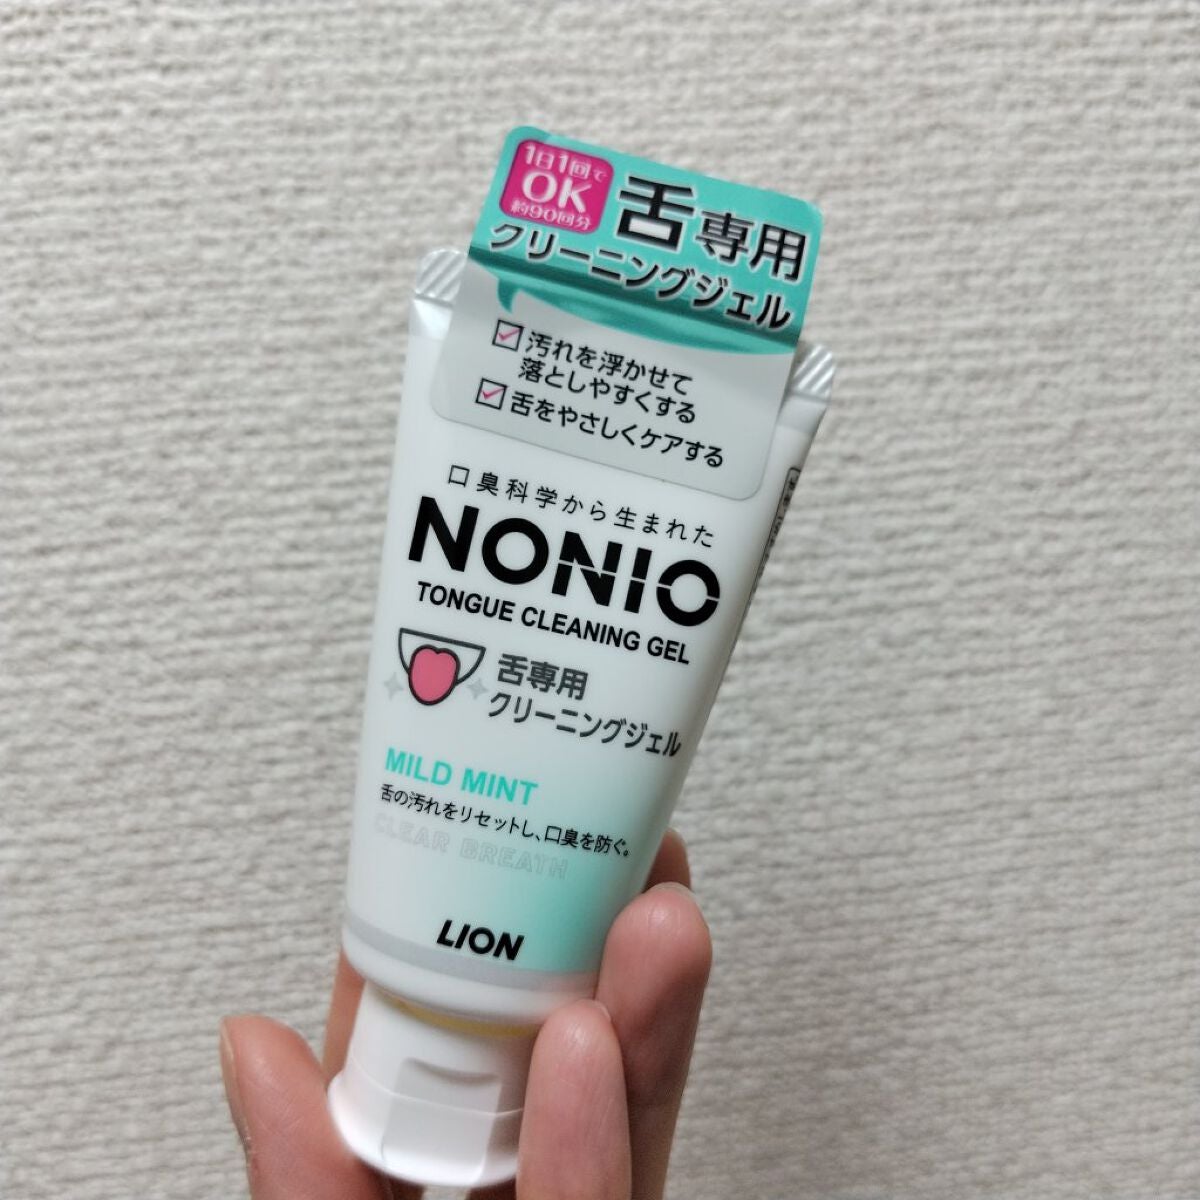 1日1回で
OK
約90回分
舌専用
クリーニングジェル
汚れを浮かせて
落としやすくする
舌をやさしくケアする
口臭科学から生まれた
NONIO
TONGUE CLEANING GEL
舌専用
クリーニングジェル
MILD MINT
舌の汚れをリセットし、口臭を防ぐ。
CLEAR BREATH
LION